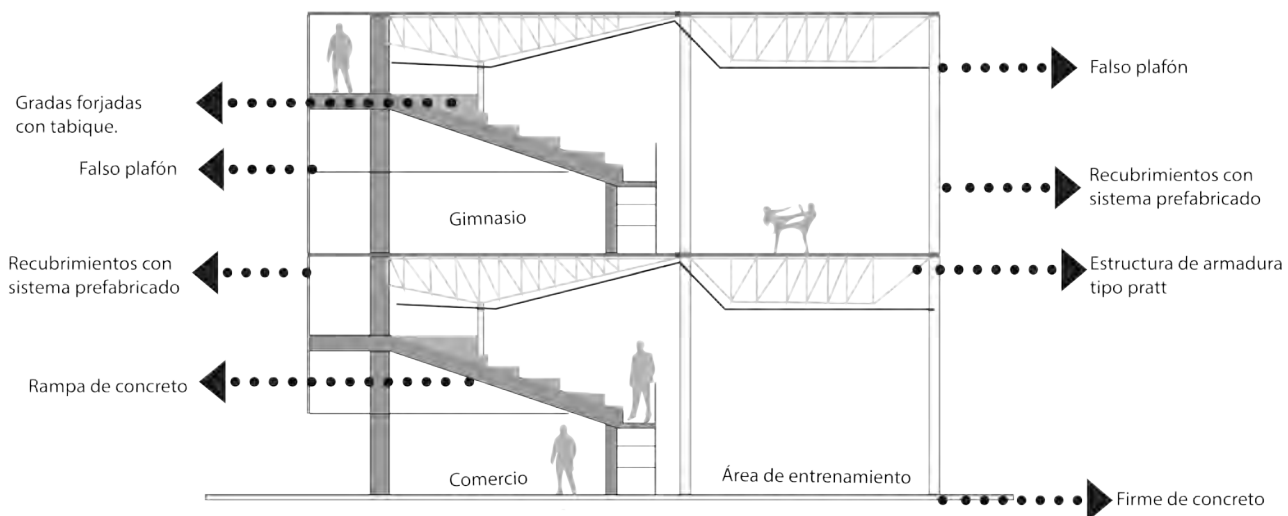 Gradas forjadas
con tabique.
Falso plafón
Recubrimientos con
sistema prefabricado
Rampa de concreto
Gimnasio
Comercio
Área de entrenamiento
Falso plafón
Recubrimientos con
sistema prefabricado
Estructura de armadura
tipo pratt
Firme de concreto